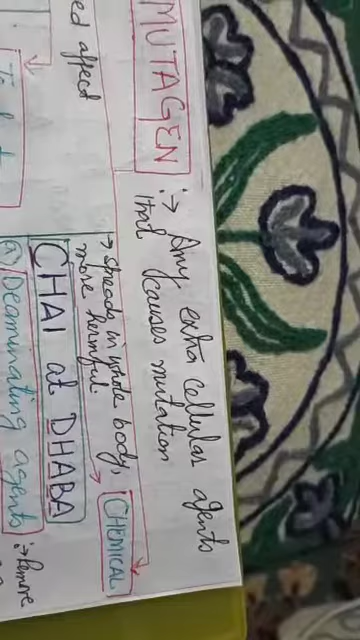 MUTAGEN :→ Any extra cellular agents
that causes mutation
ed affect
→ spreads in whole body,
more harmful
→ CHEMICAL
CHAI at DHABA
a) Deaminating agents :→ Remove